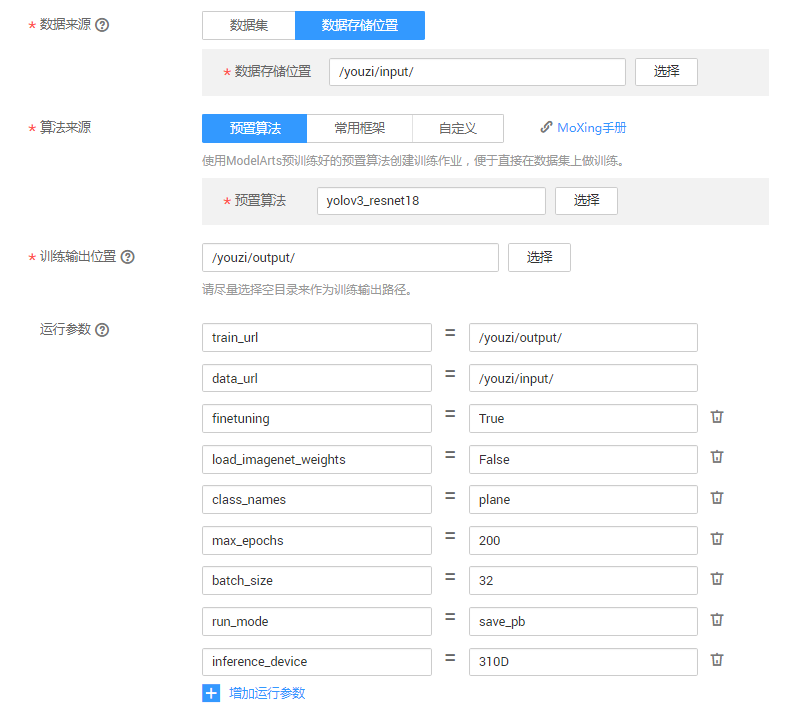 * 数据来源 ?
数据集 数据存储位置
* 数据存储位置 /youzi/input/ 选择
* 算法来源 预置算法 常用框架 自定义 MoXing手册
使用ModelArts预训练好的预置算法创建训练作业，便于直接在数据集上做训练。
* 预置算法 yolov3_resnet18 选择
* 训练输出位置 ? /youzi/output/ 选择
请尽量选择空目录来作为训练输出路径。
运行参数 ?
train_url = /youzi/output/
data_url = /youzi/input/
finetuning = True
load_imagenet_weights = False
class_names = plane
max_epochs = 200
batch_size = 32
run_mode = save_pb
inference_device = 310D
+ 增加运行参数